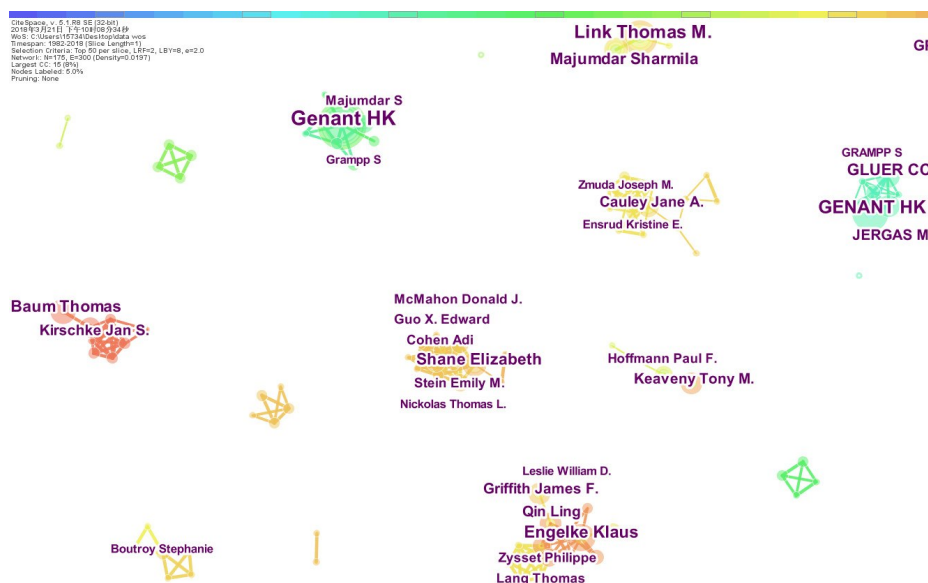 CiteSpace, v. 5.1.R8 SE (32-bit)
2018年3月21日 下午10时08分34秒
WoS: C:\Users\15734\Desktop\data wos
Timespan: 1982-2018 (Slice Length=1)
Selection Criteria: Top 50 per slice, LRF=2, LBY=8, e=2.0
Network: N=175, E=300 (Density=0.0197)
Largest CC: 15 (8%)
Nodes Labeled: 5.0%
Pruning: None
Link Thomas M.
Majumdar Sharmila
GF
Majumdar S
Genant HK
Grampp S
GRAMPP S
GLUER CC
GENANT HK
JERGAS M
Zmuda Joseph M.
Cauley Jane A.
Ensrud Kristine E.
Baum Thomas
Kirschke Jan S.
McMahon Donald J.
Guo X. Edward
Cohen Adi
Shane Elizabeth
Stein Emily M.
Nickolas Thomas L.
Hoffmann Paul F.
Keaveny Tony M.
Leslie William D.
Griffith James F.
Qin Ling
Engelke Klaus
Zysset Philippe
Lang Thomas
Boutroy Stephanie